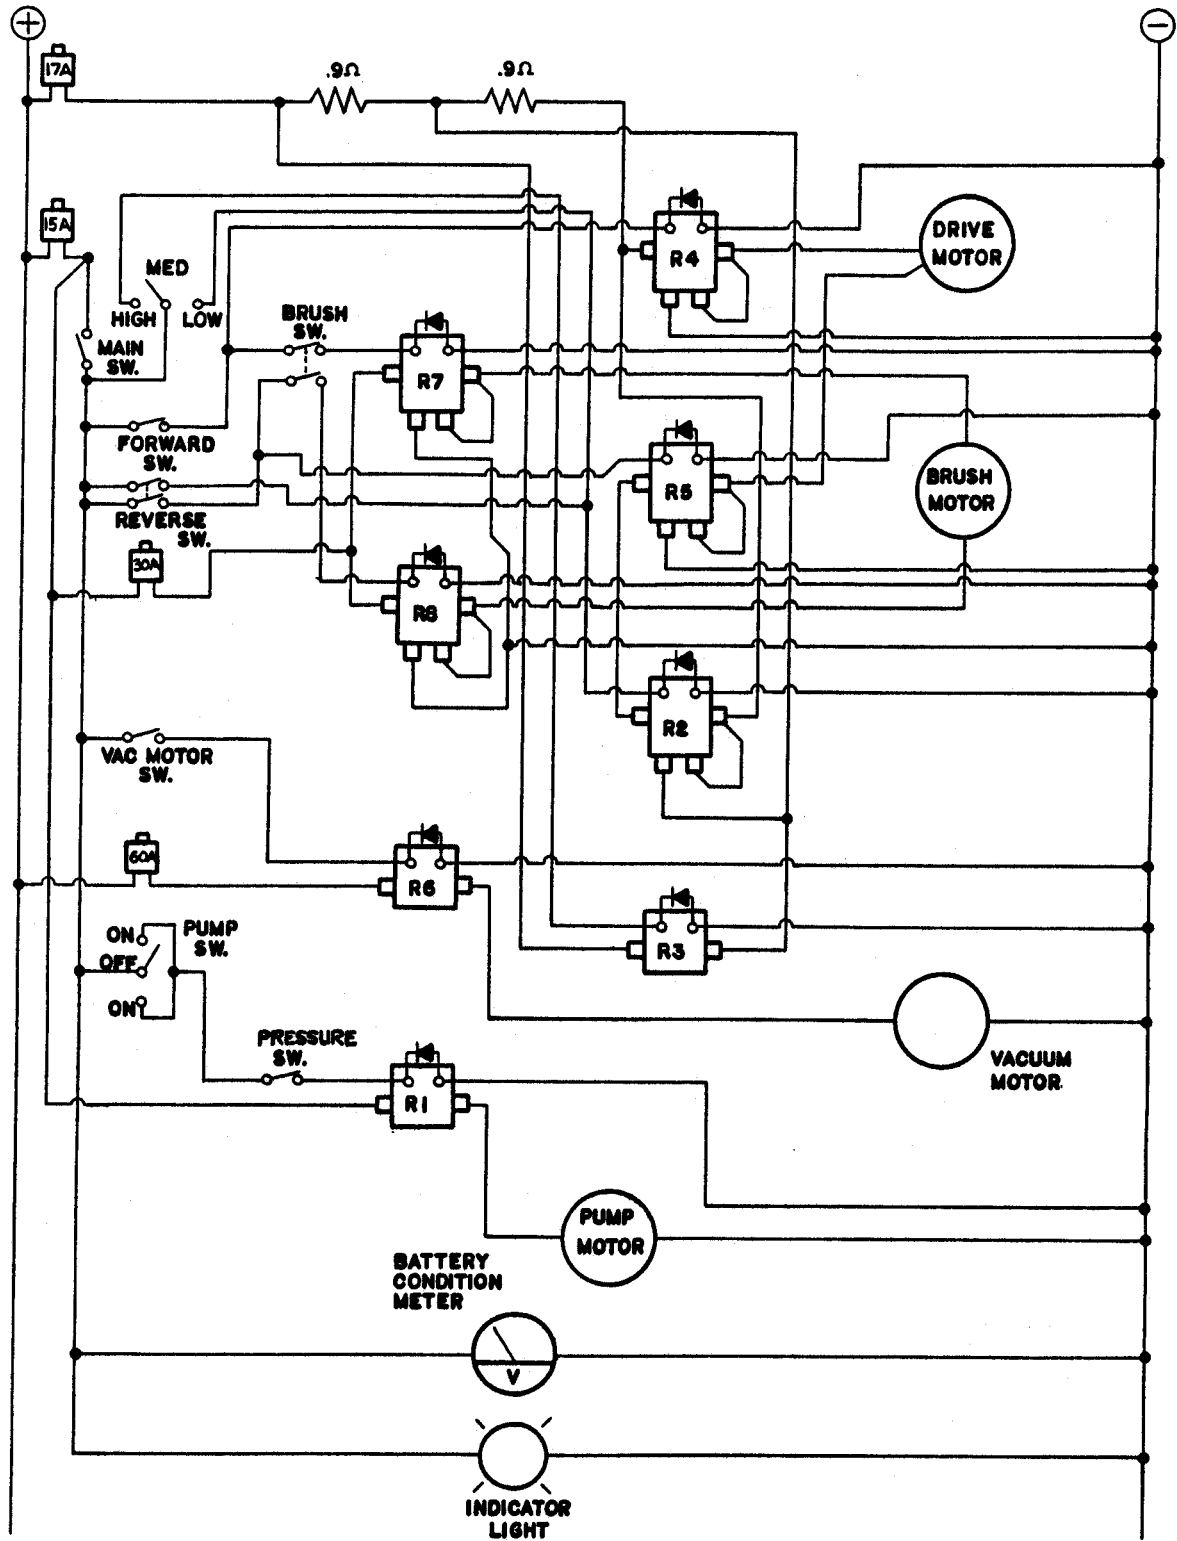 +
−
17A
.9Ω
.9Ω
15A
R4
DRIVE
MOTOR
MED
HIGH
LOW
BRUSH
SW.
MAIN
SW.
R7
FORWARD
SW.
R5
BRUSH
MOTOR
REVERSE
SW.
30A
R8
R2
VAC MOTOR
SW.
60A
R6
ON
PUMP
SW.
OFF
ON
R3
PRESSURE
SW.
VACUUM
MOTOR
R1
PUMP
MOTOR
BATTERY
CONDITION
METER
V
INDICATOR
LIGHT